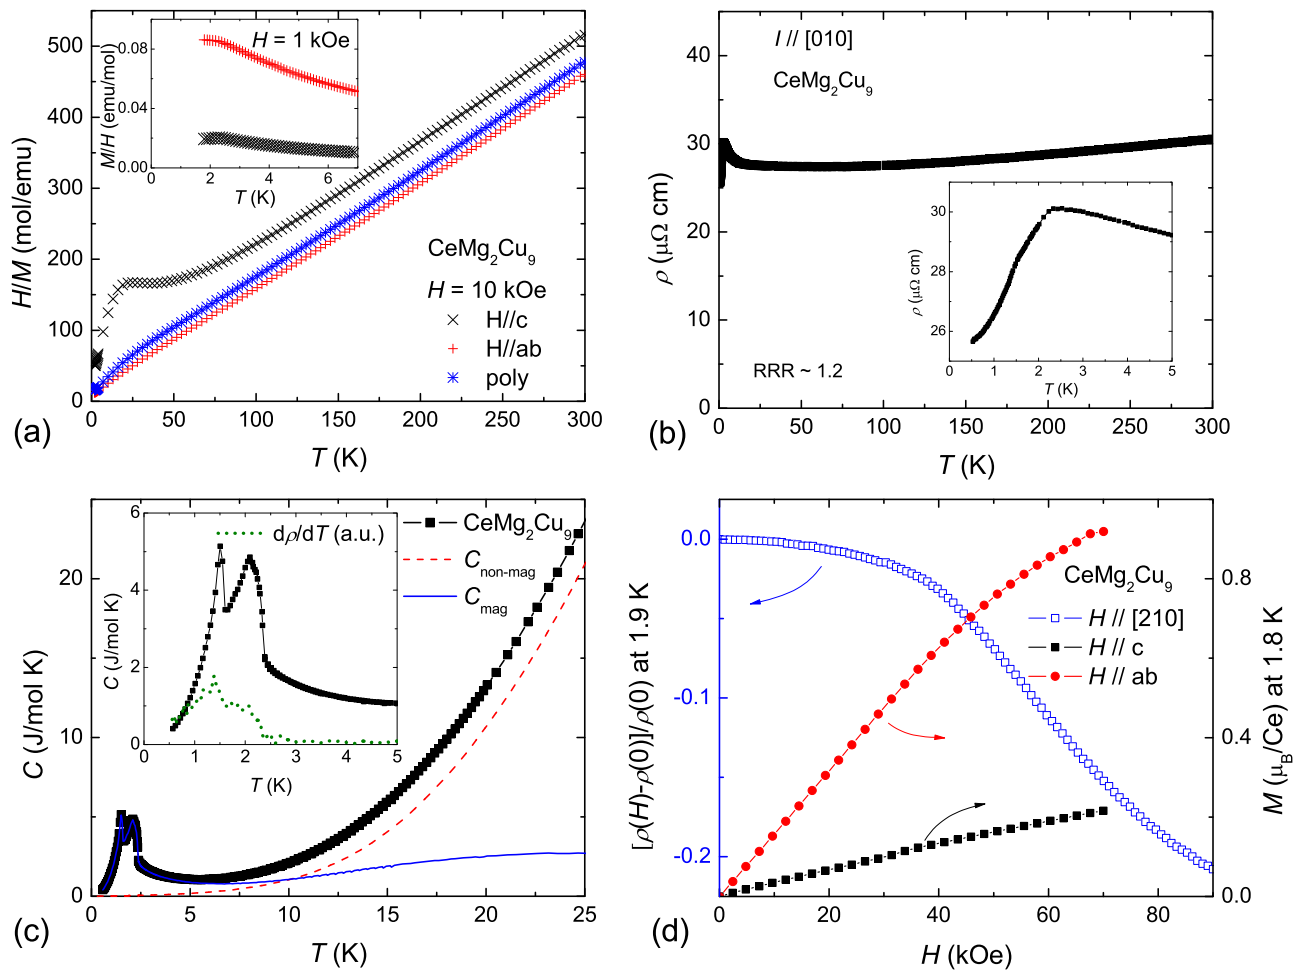 500
400
300
200
100
0
H/M (mol/emu)
0 50 100 150 200 250 300
T (K)
(a)
H = 1 kOe
0.08
0.04
0.00
M/H (emu/mol)
0 2 4 6
T (K)
CeMg2Cu9
H = 10 kOe
H//c
H//ab
poly
40
35
30
25
20
15
10
5
0
ρ (μΩ cm)
0 50 100 150 200 250 300
T (K)
(b)
I // [010]
CeMg2Cu9
RRR ~ 1.2
30
28
26
ρ (μΩ cm)
0 1 2 3 4 5
T (K)
20
10
0
C (J/mol K)
0 5 10 15 20 25
T (K)
(c)
CeMg2Cu9
Cnon-mag
Cmag
dρ/dT (a.u.)
6
4
2
0
C (J/mol K)
0 1 2 3 4 5
T (K)
0.0
-0.1
-0.2
[ρ(H)-ρ(0)]/ρ(0) at 1.9 K
0 20 40 60 80
H (kOe)
(d)
CeMg2Cu9
H // [210]
H // c
H // ab
0.8
0.4
0.0
M (μB/Ce) at 1.8 K